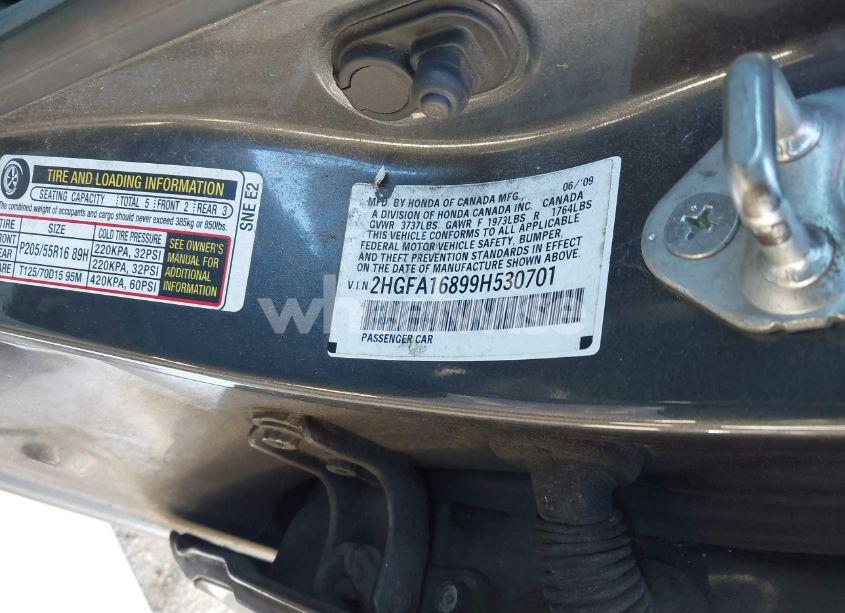 TIRE AND LOADING INFORMATION
SEATING CAPACITY TOTAL 5 FRONT 2 REAR 3
The combined weight of occupants and cargo should never exceed 385kg or 850lbs.
SIZE COLD TIRE PRESSURE
P205/55R16 89H 220KPA, 32PSI
220KPA, 32PSI
T125/70D15 95M 420KPA, 60PSI
SEE OWNER'S
MANUAL FOR
ADDITIONAL
INFORMATION
SNE E2
06/'09
MFD. BY HONDA OF CANADA MFG.,
A DIVISION OF HONDA CANADA INC. CANADA
GVWR 3737LBS GAWR F 1973LBS R 1764LBS
THIS VEHICLE CONFORMS TO ALL APPLICABLE
FEDERAL MOTOR VEHICLE SAFETY, BUMPER,
AND THEFT PREVENTION STANDARDS IN EFFECT
ON THE DATE OF MANUFACTURE SHOWN ABOVE.
V.I.N 2HGFA16899H530701
PASSENGER CAR